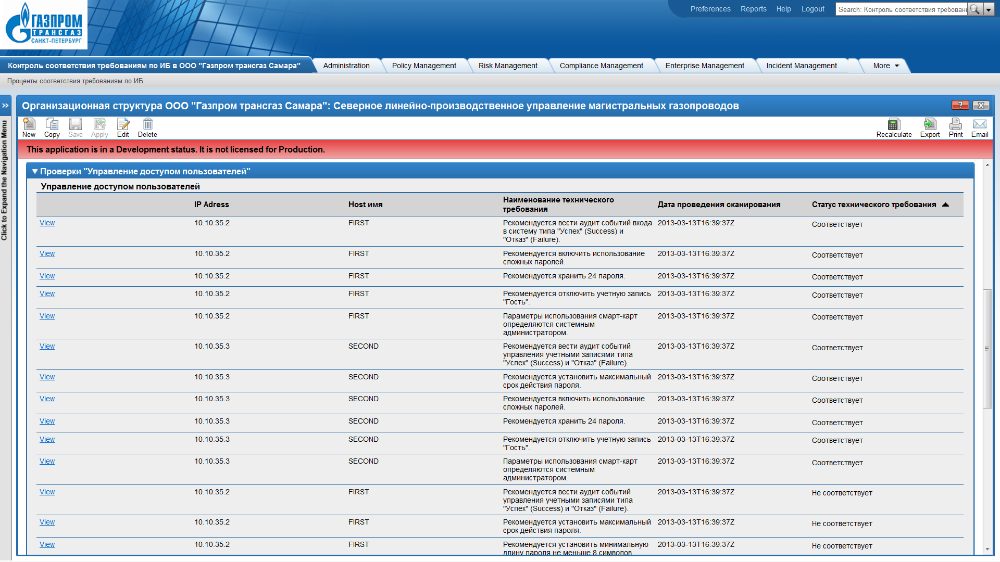 ГАЗПРОМ
ТРАНСГАЗ
САНКТ-ПЕТЕРБУРГ
Preferences Reports Help Logout
Search: Контроль соответствия требовани
Контроль соответствия требованиям по ИБ в ООО "Газпром трансгаз Самара" Administration Policy Management Risk Management Compliance Management Enterprise Management Incident Management More
Проценты соответствия требованиям по ИБ
Click to Expand the Navigation Menu
Организационная структура ООО "Газпром трансгаз Самара": Северное линейно-производственное управление магистральных газопроводов
New Copy Save Apply Edit Delete Recalculate Export Print Email
This application is in a Development status. It is not licensed for Production.
Проверки "Управление доступом пользователей"
Управление доступом пользователей
IP Adress Host имя Наименование технического Дата проведения сканирования Статус технического требования
требования
View 10.10.35.2 FIRST Рекомендуется вести аудит событий входа 2013-03-13T16:39:37Z Соответствует
в систему типа "Успех" (Success) и
"Отказ" (Failure).
View 10.10.35.2 FIRST Рекомендуется включить использование 2013-03-13T16:39:37Z Соответствует
сложных паролей.
View 10.10.35.2 FIRST Рекомендуется хранить 24 пароля. 2013-03-13T16:39:37Z Соответствует
View 10.10.35.2 FIRST Рекомендуется отключить учетную запись 2013-03-13T16:39:37Z Соответствует
"Гость".
View 10.10.35.2 FIRST Параметры использования смарт-карт 2013-03-13T16:39:37Z Соответствует
определяются системным
администратором.
View 10.10.35.3 SECOND Рекомендуется вести аудит событий 2013-03-13T16:39:37Z Соответствует
управления учетными записями типа
"Успех" (Success) и "Отказ" (Failure).
View 10.10.35.3 SECOND Рекомендуется установить максимальный 2013-03-13T16:39:37Z Соответствует
срок действия пароля.
View 10.10.35.3 SECOND Рекомендуется включить использование 2013-03-13T16:39:37Z Соответствует
сложных паролей.
View 10.10.35.3 SECOND Рекомендуется хранить 24 пароля. 2013-03-13T16:39:37Z Соответствует
View 10.10.35.3 SECOND Рекомендуется отключить учетную запись 2013-03-13T16:39:37Z Соответствует
"Гость".
View 10.10.35.3 SECOND Параметры использования смарт-карт 2013-03-13T16:39:37Z Соответствует
определяются системным
администратором.
View 10.10.35.2 FIRST Рекомендуется вести аудит событий 2013-03-13T16:39:37Z Не соответствует
управления учетными записями типа
"Успех" (Success) и "Отказ" (Failure).
View 10.10.35.2 FIRST Рекомендуется установить максимальный 2013-03-13T16:39:37Z Не соответствует
срок действия пароля.
View 10.10.35.2 FIRST Рекомендуется установить минимальную 2013-03-13T16:39:37Z Не соответствует
длину пароля не меньше 8 символов